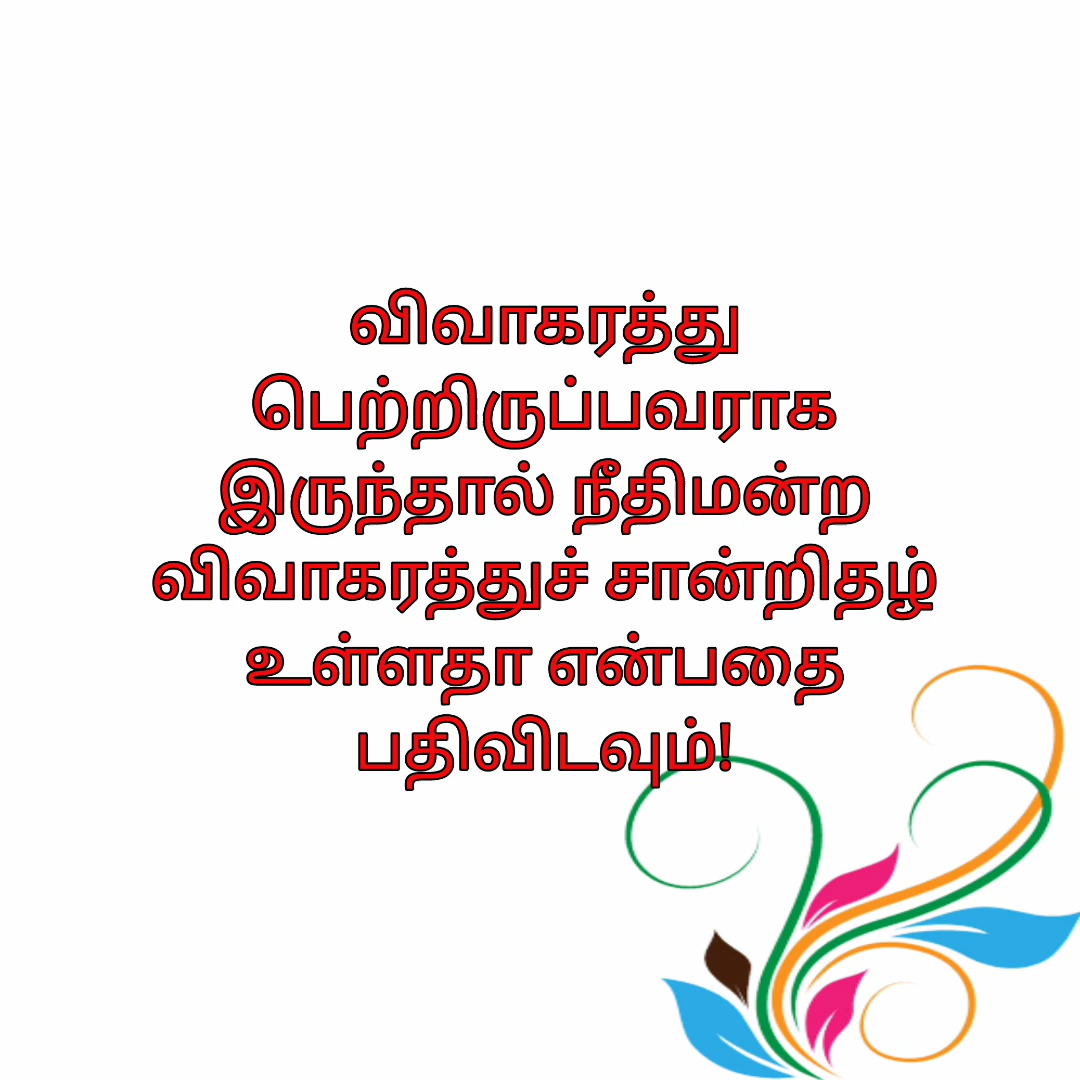 விவாகரத்து
பெற்றிருப்பவராக
இருந்தால் நீதிமன்ற
விவாகரத்துச் சான்றிதழ்
உள்ளதா என்பதை
பதிவிடவும்!